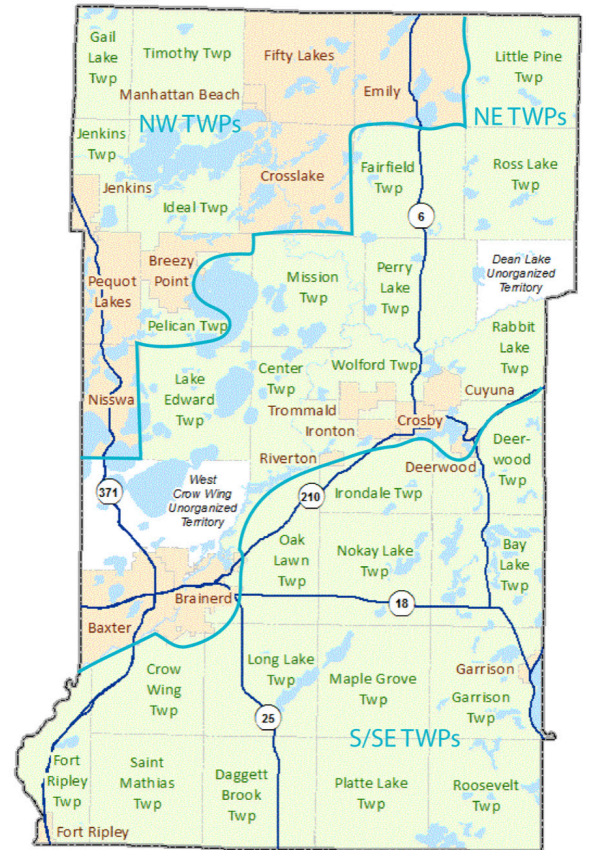 Gail
Lake
Twp
Timothy Twp
Fifty Lakes
Little Pine
Twp
Manhattan Beach
Emily
NW TWPs
NE TWPs
Jenkins
Twp
Fairfield
Twp
Ross Lake
Twp
Crosslake
Jenkins
Ideal Twp
6
Breezy
Point
Dean Lake
Unorganized
Territory
Mission
Twp
Perry
Lake
Twp
Pequot
Lakes
Pelican Twp
Rabbit
Lake
Twp
Wolford Twp
Center
Twp
Lake
Edward
Twp
Cuyuna
Nisswa
Trommald
Crosby
Ironton
Deer-
wood
Twp
Riverton
Deerwood
West
Crow Wing
Unorganized
Territory
371
210
Irondale Twp
Oak
Lawn
Twp
Nokay Lake
Twp
Bay
Lake
Twp
Brainerd
18
Baxter
Crow
Wing
Twp
Long Lake
Twp
Maple Grove
Twp
Garrison
Garrison
Twp
25
S/SE TWPs
Fort
Ripley
Twp
Saint
Mathias
Twp
Daggett
Brook
Twp
Platte Lake
Twp
Roosevelt
Twp
Fort Ripley